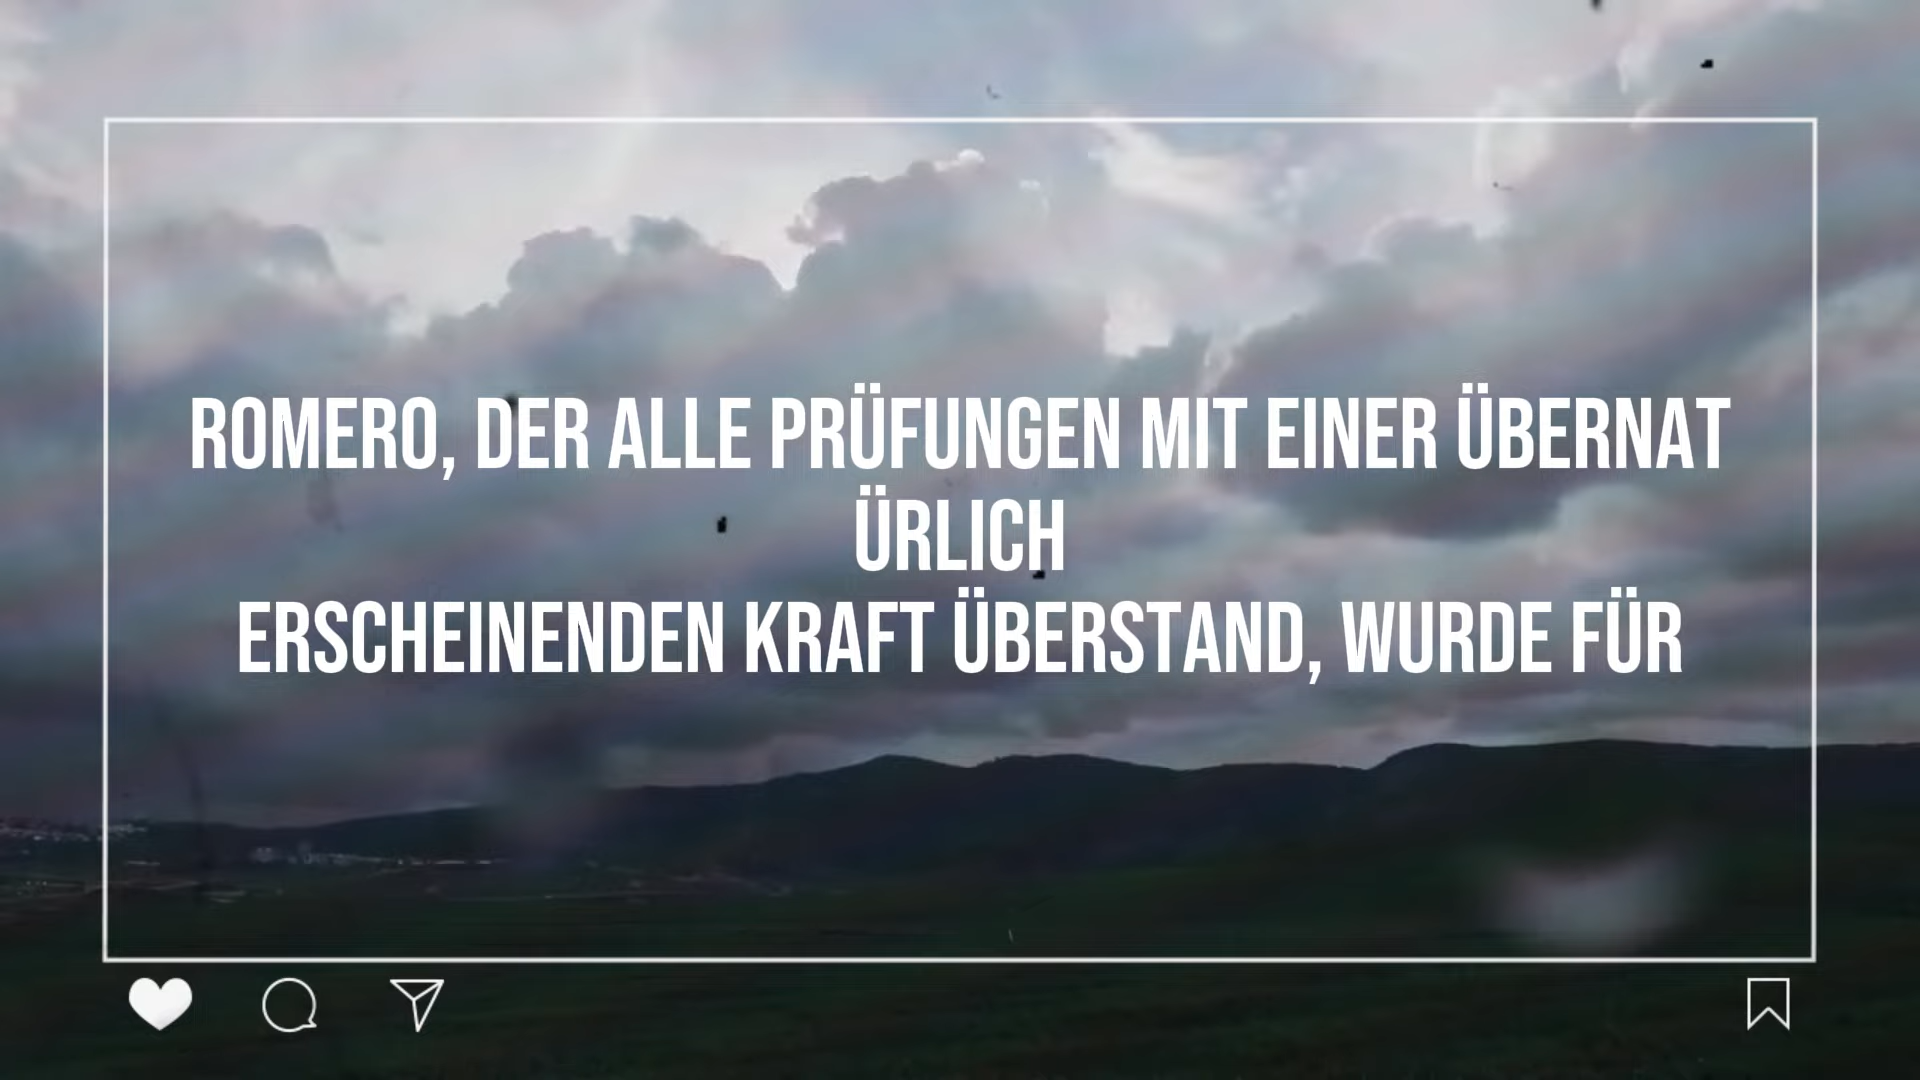 ROMERO, DER ALLE PRÜFUNGEN MIT EINER ÜBERNAT
ÜRLICH
ERSCHEINENDEN KRAFT ÜBERSTAND, WURDE FÜR